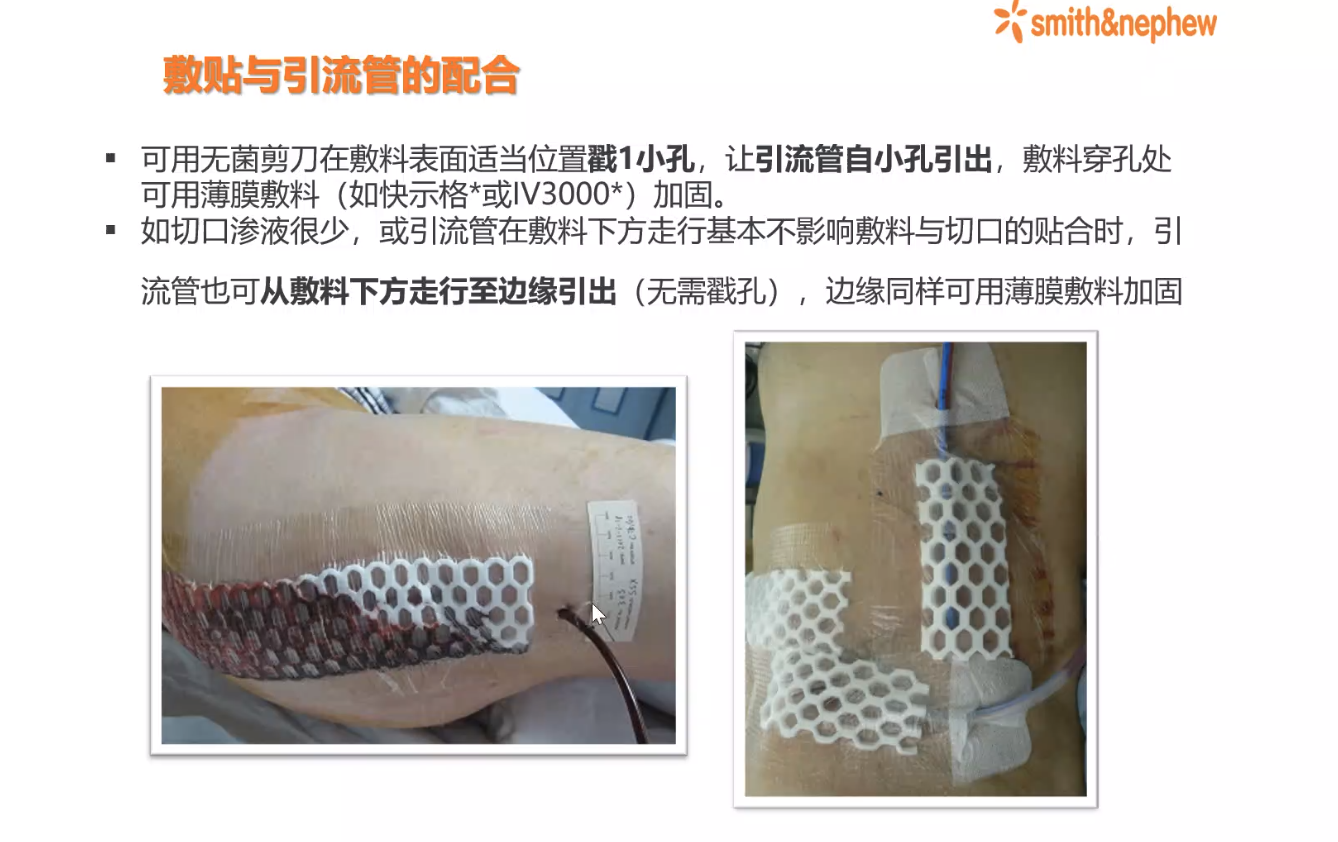 smith&nephew
敷贴与引流管的配合
▪ 可用无菌剪刀在敷料表面适当位置戳1小孔，让引流管自小孔引出，敷料穿孔处
可用薄膜敷料（如快示格*或IV3000*）加固。
▪ 如切口渗液很少，或引流管在敷料下方走行基本不影响敷料与切口的贴合时，引
流管也可从敷料下方走行至边缘引出（无需戳孔），边缘同样可用薄膜敷料加固